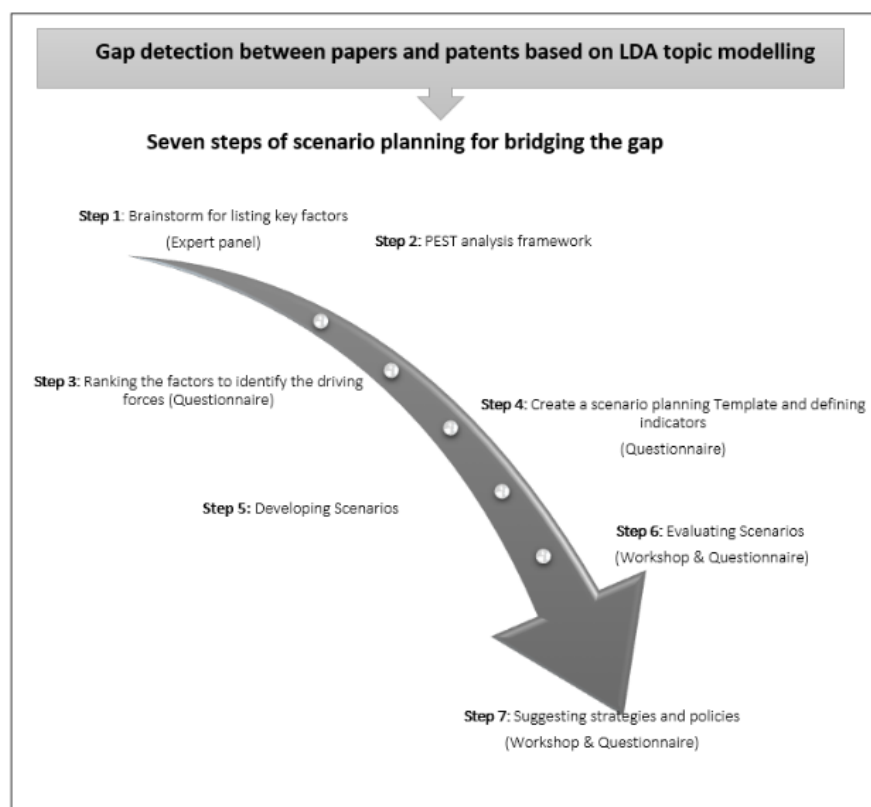 Gap detection between papers and patents based on LDA topic modelling
Seven steps of scenario planning for bridging the gap
Step 1: Brainstorm for listing key factors
(Expert panel)
Step 2: PEST analysis framework
Step 3: Ranking the factors to identify the driving
forces (Questionnaire)
Step 4: Create a scenario planning Template and defining
indicators
(Questionnaire)
Step 5: Developing Scenarios
Step 6: Evaluating Scenarios
(Workshop & Questionnaire)
Step 7: Suggesting strategies and policies
(Workshop & Questionnaire)